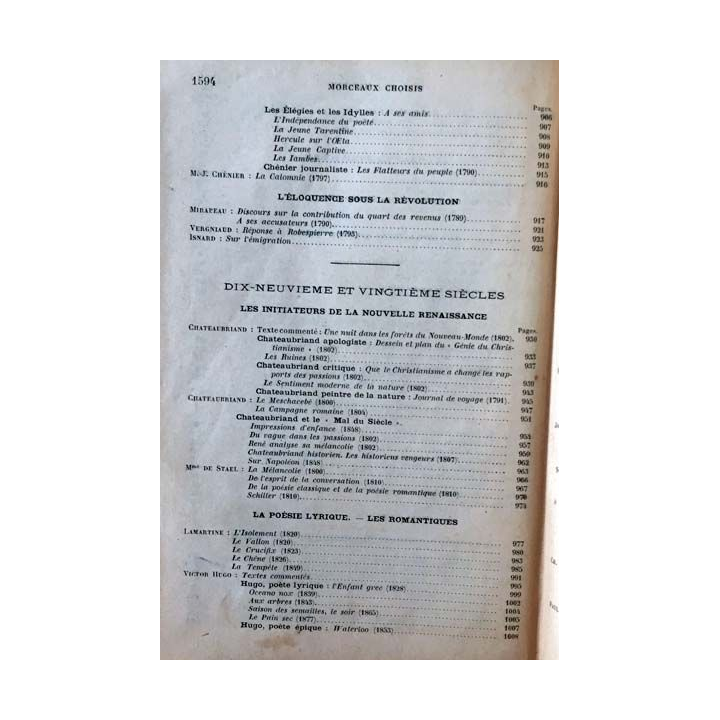 1594
MORCEAUX CHOISIS
Pages.
Les Élégies et les Idylles : A ses amis. 906
L'Indépendance du poète 907
La Jeune Tarentine 908
Hercule sur l'Œta 909
La Jeune Captive 910
Les Iambes 913
Chénier journaliste : Les Flatteurs du peuple (1790) 915
M.-J. CHÉNIER : La Calomnie (1797) 916
L'ÉLOQUENCE SOUS LA RÉVOLUTION
MIRABEAU : Discours sur la contribution du quart des revenus (1789) 917
A ses accusateurs (1790) 921
VERGNIAUD : Réponse à Robespierre (1793) 923
ISNARD : Sur l'émigration 925
DIX-NEUVIEME ET VINGTIÈME SIÈCLES
LES INITIATEURS DE LA NOUVELLE RENAISSANCE
Pages.
CHATEAUBRIAND : Texte commenté : Une nuit dans les forêts du Nouveau-Monde (1802). 930
Chateaubriand apologiste : Dessein et plan du « Génie du Chris-
tianisme » (1802) 935
Les Ruines (1802) 937
Chateaubriand critique : Que le Christianisme a changé les rap-
ports des passions (1802) 939
Le Sentiment moderne de la nature (1802) 943
Chateaubriand peintre de la nature : Journal de voyage (1791) 945
CHATEAUBRIAND : Le Meschacebé (1800) 947
La Campagne romaine (1804) 951
Chateaubriand et le « Mal du Siècle ».
Impressions d'enfance (1848) 953
Du vague dans les passions (1802) 957
René analyse sa mélancolie (1802) 959
Chateaubriand historien. Les historiens vengeurs (1807) 962
Sur Napoléon (1848) 963
Mme DE STAEL : La Mélancolie (1800) 966
De l'esprit de la conversation (1810) 967
De la poésie classique et de la poésie romantique (1810) 970
Schiller (1810) 973
LA POÉSIE LYRIQUE. — LES ROMANTIQUES
LAMARTINE : L'Isolement (1820) 977
Le Vallon (1820) 980
Le Crucifix (1823) 983
Le Chêne (1826) 985
La Tempête (1849) 991
VICTOR HUGO : Textes commentés. 995
Hugo, poète lyrique : l'Enfant grec (1828) 999
Oceano nox (1839) 1002
Aux arbres (1843) 1004
Saison des semailles, le soir (1865) 1005
Le Pain sec (1877) 1007
Hugo, poète épique : Waterloo (1853) 1008